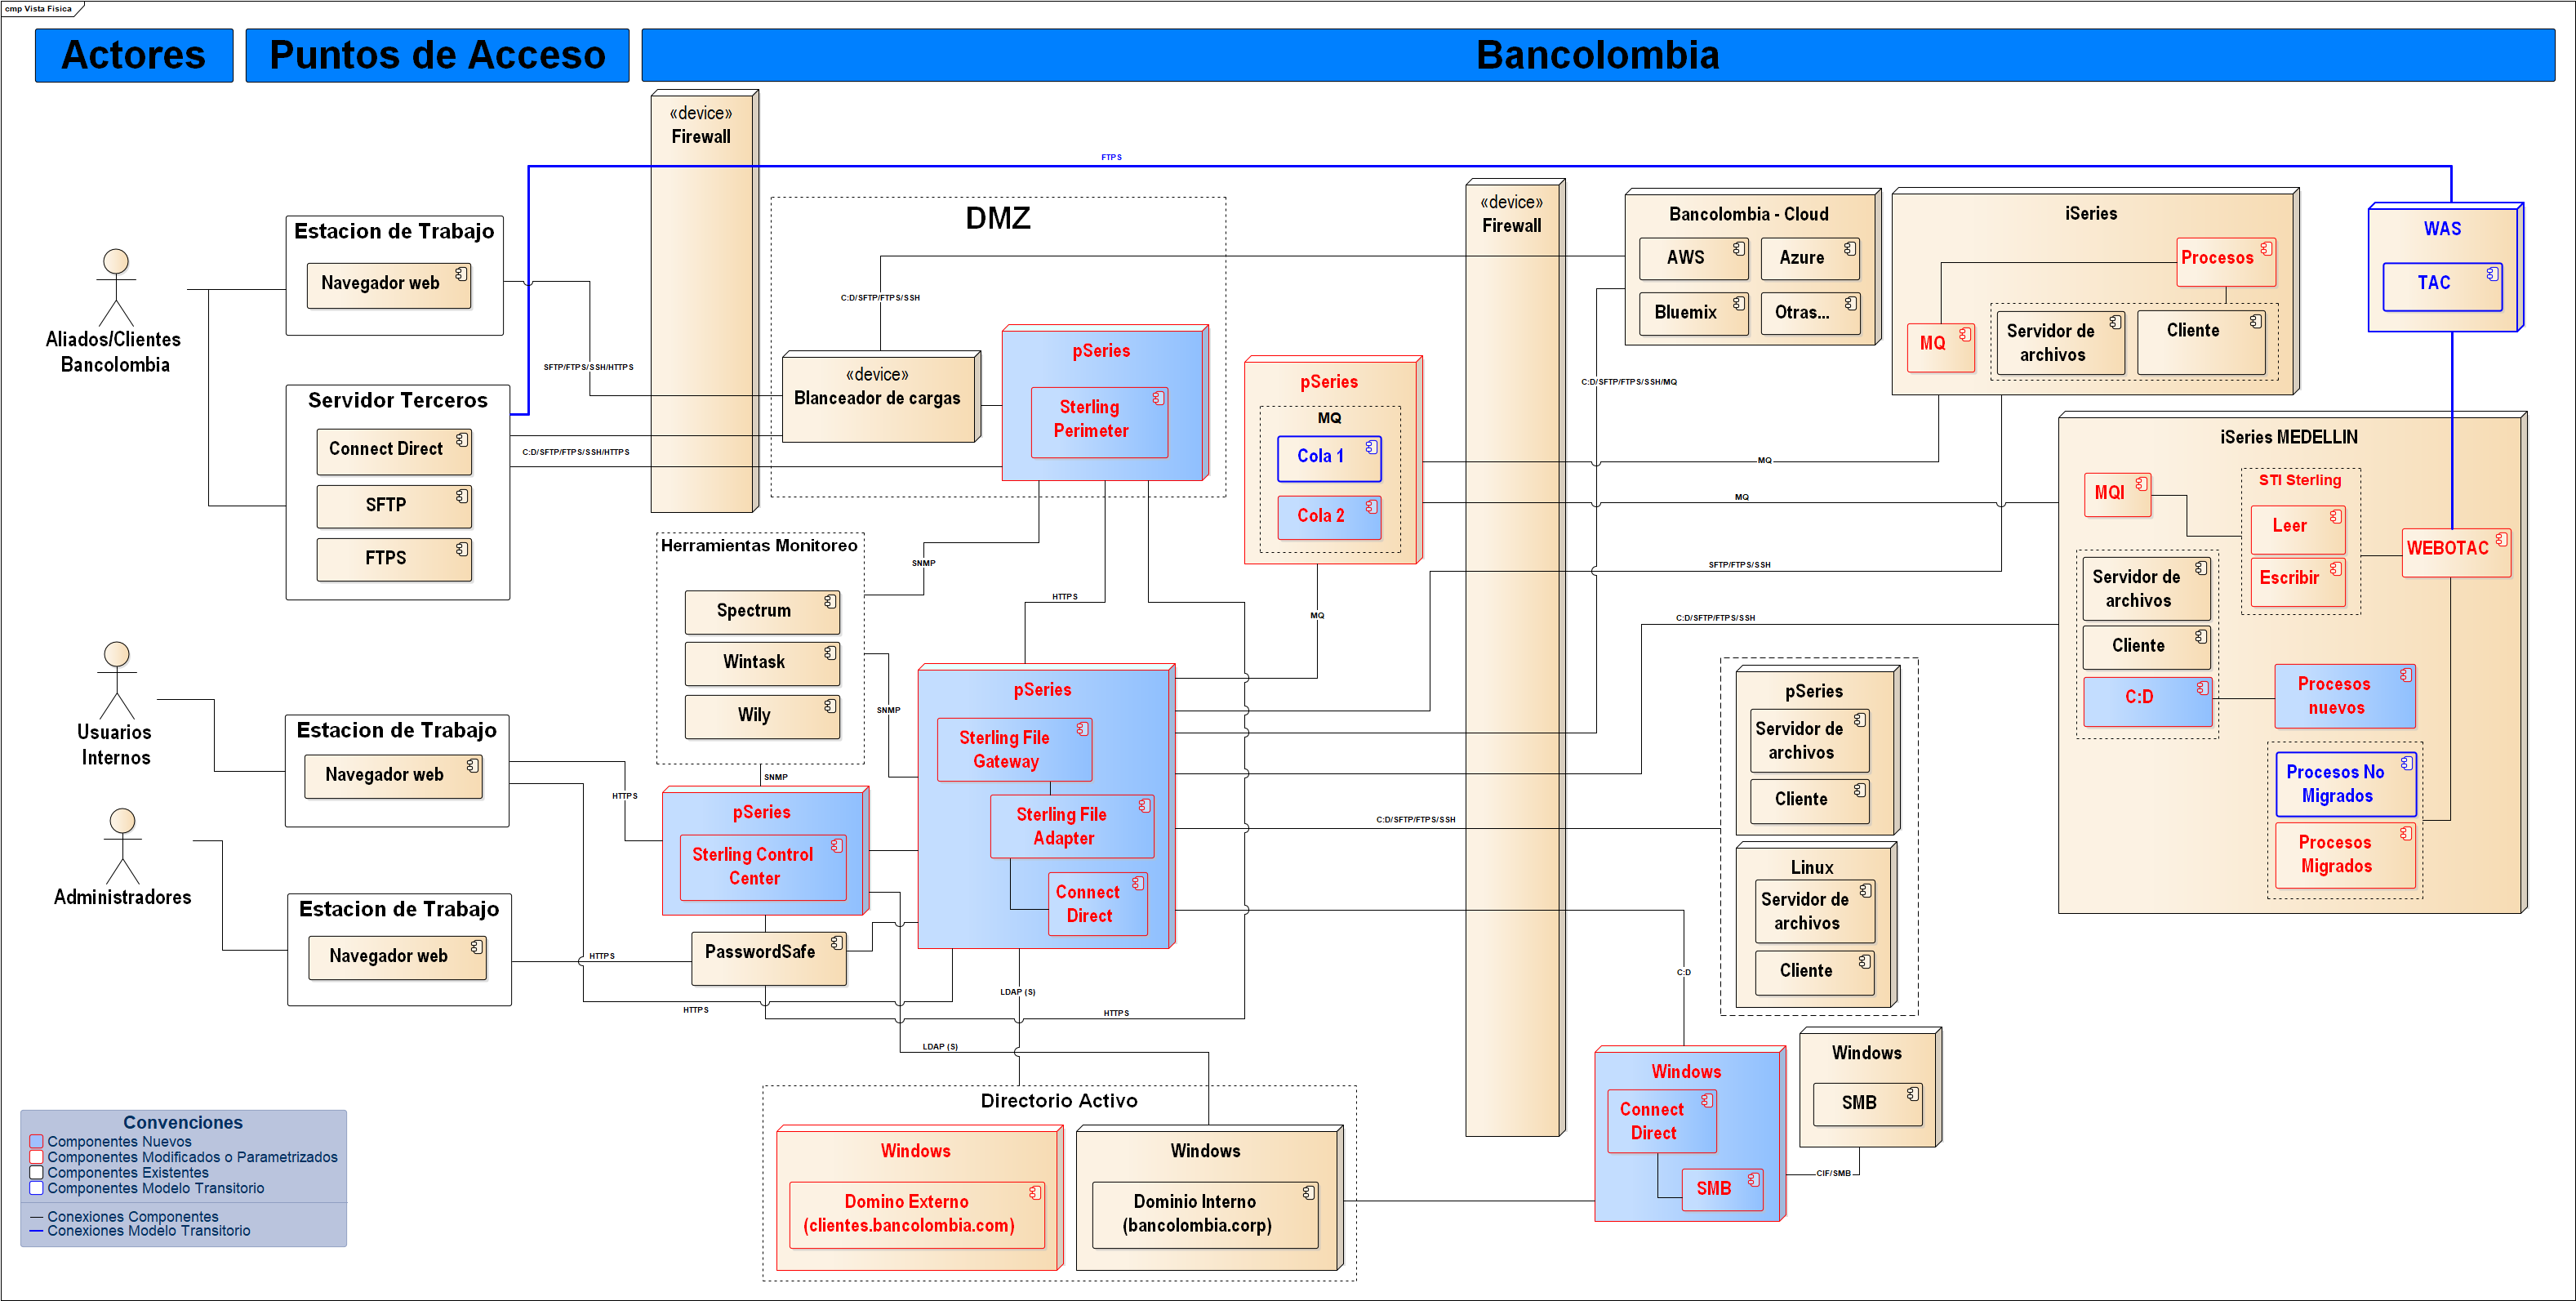 cmp Vista Fisica
Actores
Puntos de Acceso
Bancolombia
«device»
Firewall
FTPS
Estacion de Trabajo
Navegador web
Aliados/Clientes
Bancolombia
SFTP/FTPS/SSH/HTTPS
Servidor Terceros
Connect Direct
SFTP
FTPS
C:D/SFTP/FTPS/SSH/HTTPS
DMZ
C:D/SFTP/FTPS/SSH
«device»
Blanceador de cargas
pSeries
Sterling
Perimeter
pSeries
MQ
Cola 1
Cola 2
«device»
Firewall
Bancolombia - Cloud
AWS
Azure
Bluemix
Otras...
C:D/SFTP/FTPS/SSH/MQ
iSeries
Procesos
MQ
Servidor de
archivos
Cliente
WAS
TAC
MQ
MQ
SFTP/FTPS/SSH
C:D/SFTP/FTPS/SSH
iSeries MEDELLIN
MQI
STI Sterling
Leer
Escribir
WEBOTAC
Servidor de
archivos
Cliente
C:D
Procesos
nuevos
Procesos No
Migrados
Procesos
Migrados
Herramientas Monitoreo
Spectrum
Wintask
Wily
SNMP
SNMP
SNMP
HTTPS
MQ
Usuarios
Internos
Estacion de Trabajo
Navegador web
HTTPS
Administradores
Estacion de Trabajo
Navegador web
HTTPS
HTTPS
pSeries
Sterling Control
Center
PasswordSafe
pSeries
Sterling File
Gateway
Sterling File
Adapter
Connect
Direct
LDAP (S)
HTTPS
LDAP (S)
C:D/SFTP/FTPS/SSH
C:D
pSeries
Servidor de
archivos
Cliente
Linux
Servidor de
archivos
Cliente
Windows
Connect
Direct
SMB
Windows
SMB
CIF/SMB
Directorio Activo
Windows
Domino Externo
(clientes.bancolombia.com)
Windows
Dominio Interno
(bancolombia.corp)
Convenciones
Componentes Nuevos
Componentes Modificados o Parametrizados
Componentes Existentes
Componentes Modelo Transitorio
Conexiones Componentes
Conexiones Modelo Transitorio